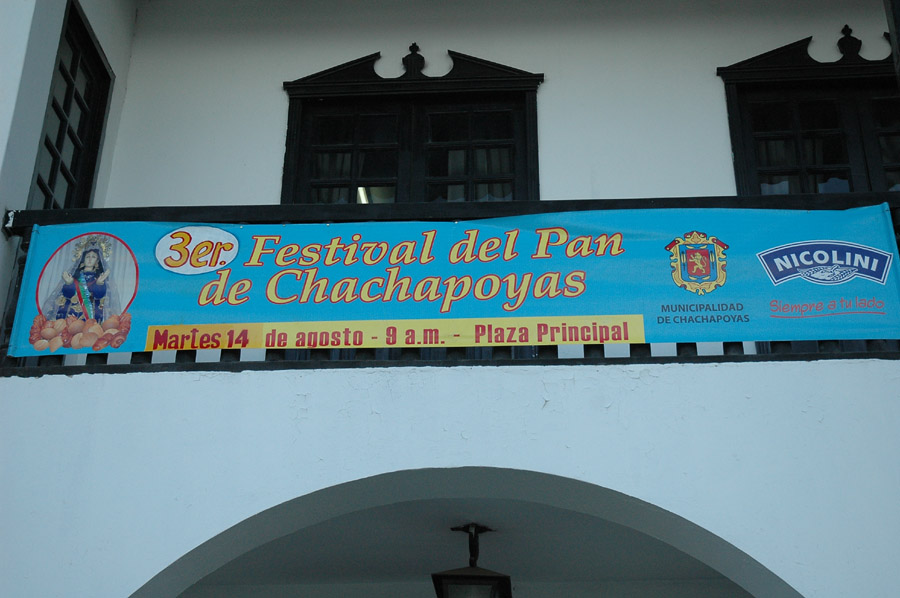 3er. Festival del Pan
de Chachapoyas
Martes 14 de agosto - 9 a.m. - Plaza Principal
MUNICIPALIDAD
DE CHACHAPOYAS
NICOLINI
Siempre a tu lado